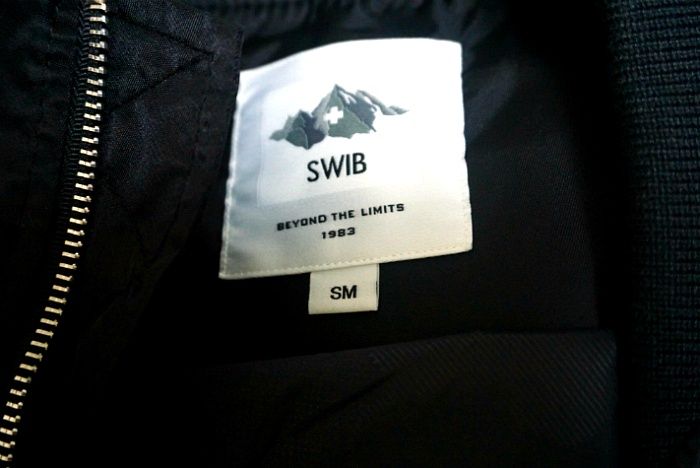 SWIB
BEYOND THE LIMITS
1983
SM